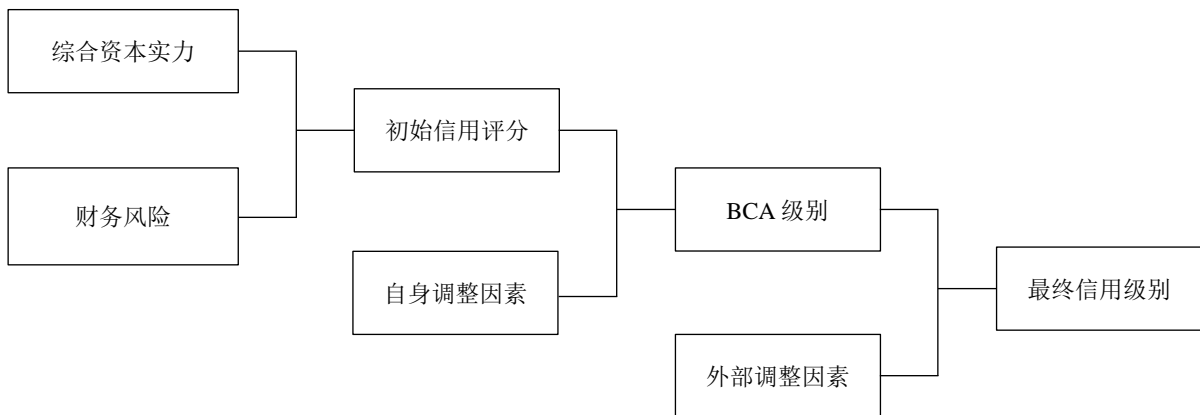 综合资本实力
初始信用评分
财务风险
BCA 级别
自身调整因素
最终信用级别
外部调整因素